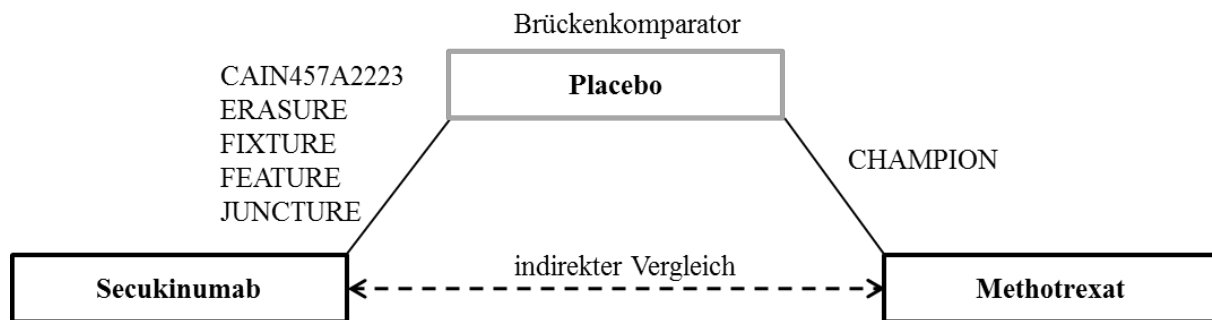 Brückenkomparator
Placebo
CAIN457A2223
ERASURE
FIXTURE
FEATURE
JUNCTURE
CHAMPION
Secukinumab
indirekter Vergleich
Methotrexat